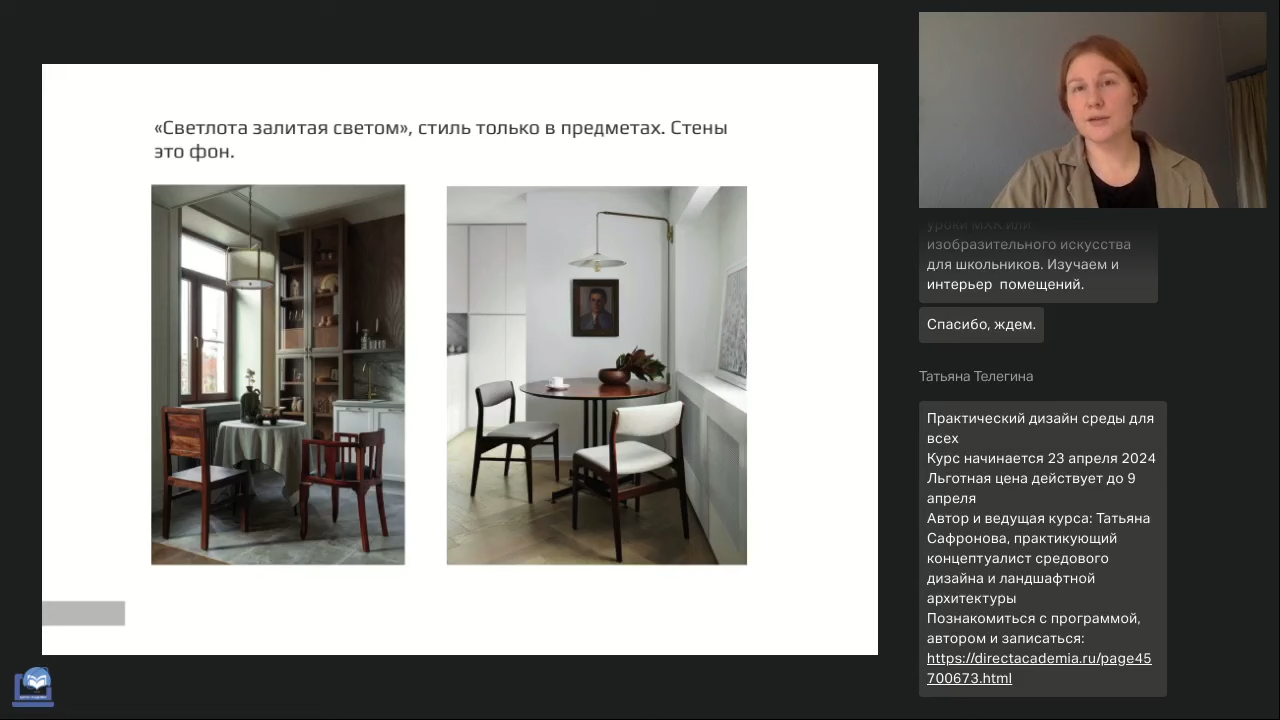 «Светлота залитая светом», стиль только в предметах. Стены
это фон.
уроки МХК или
изобразительного искусства
для школьников. Изучаем и
интерьер помещений.
Спасибо, ждем.
Татьяна Телегина
Практический дизайн среды для
всех
Курс начинается 23 апреля 2024
Льготная цена действует до 9
апреля
Автор и ведущая курса: Татьяна
Сафронова, практикующий
концептуалист средового
дизайна и ландшафтной
архитектуры
Познакомиться с программой,
автором и записаться:
https://directacademia.ru/page45
700673.html